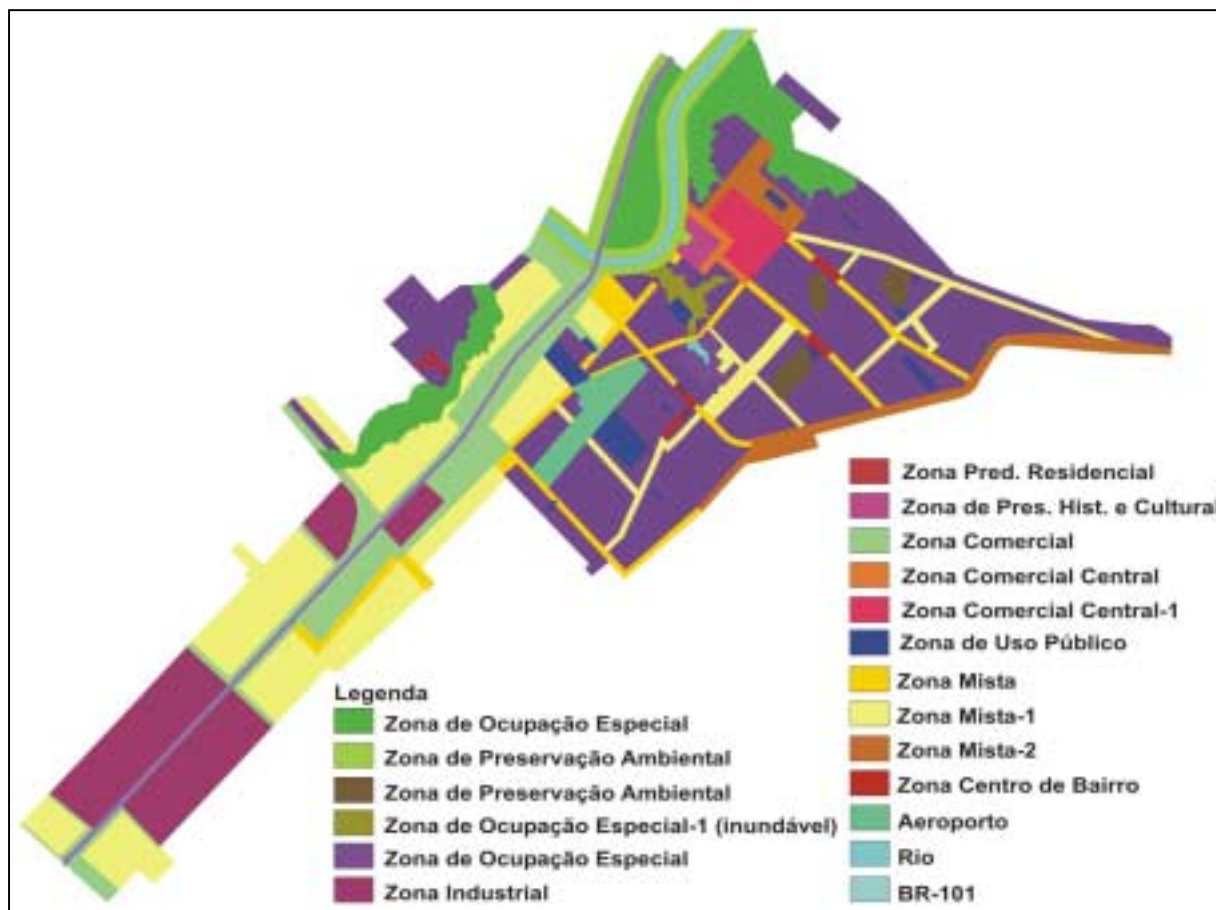 Legenda
Zona de Ocupação Especial
Zona de Preservação Ambiental
Zona de Preservação Ambiental
Zona de Ocupação Especial-1 (inundável)
Zona de Ocupação Especial
Zona Industrial
Zona Pred. Residencial
Zona de Pres. Hist. e Cultural
Zona Comercial
Zona Comercial Central
Zona Comercial Central-1
Zona de Uso Público
Zona Mista
Zona Mista-1
Zona Mista-2
Zona Centro de Bairro
Aeroporto
Rio
BR-101